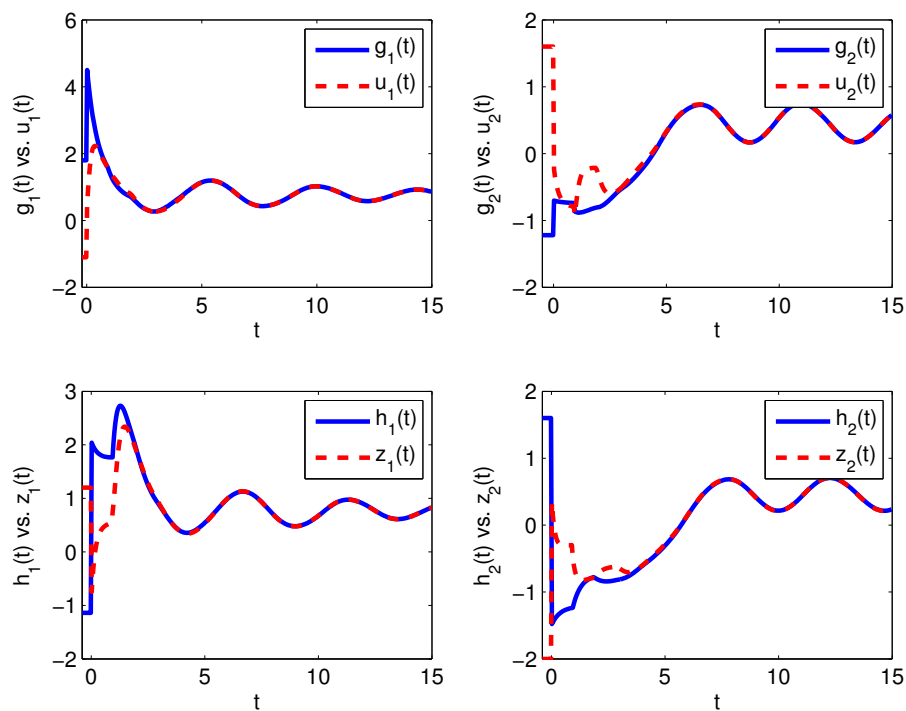 6
4
2
0
−2
0
5
10
15
t
g1(t) vs. u1(t)
g1(t)
u1(t)
2
1
0
−1
−2
0
5
10
15
t
g2(t) vs. u2(t)
g2(t)
u2(t)
3
2
1
0
−1
−2
0
5
10
15
t
h1(t) vs. z1(t)
h1(t)
z1(t)
2
1
0
−1
−2
0
5
10
15
t
h2(t) vs. z2(t)
h2(t)
z2(t)